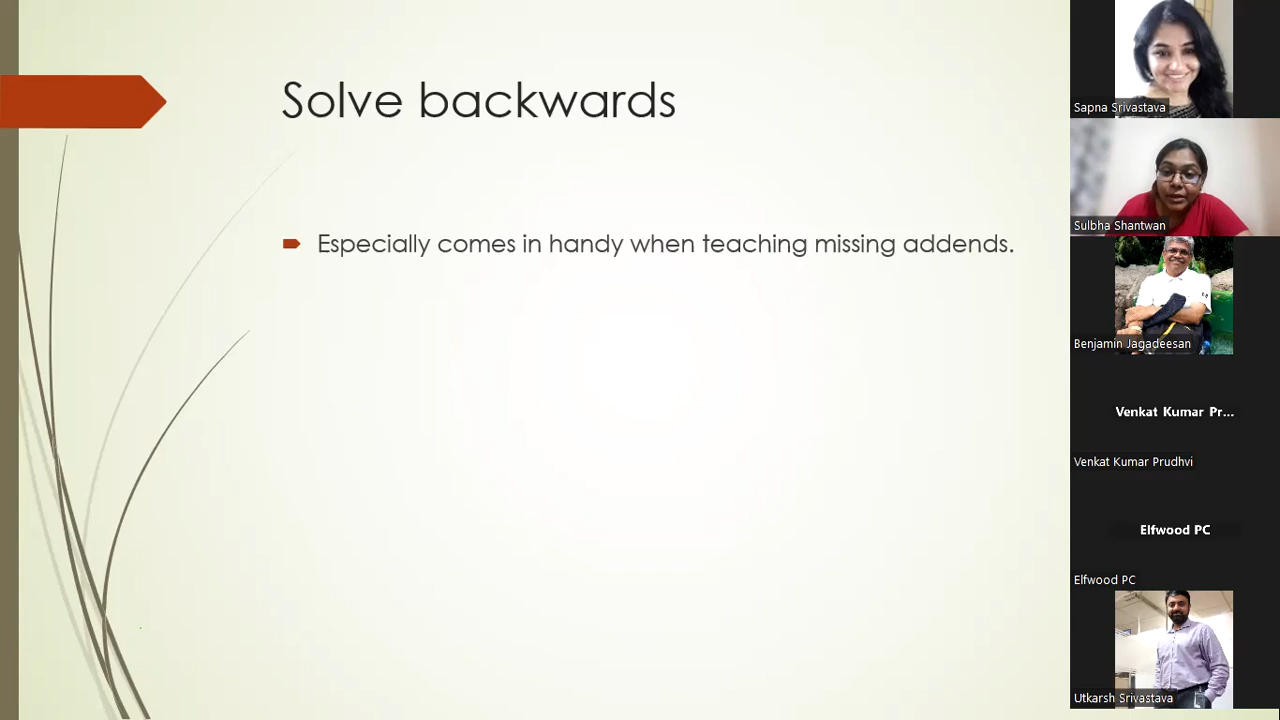 Solve backwards
Especially comes in handy when teaching missing addends.
Sapna Srivastava
Sulbha Shantwan
Benjamin Jagadeesan
Venkat Kumar Pr...
Venkat Kumar Prudhvi
Elfwood PC
Elfwood PC
Utkarsh Srivastava